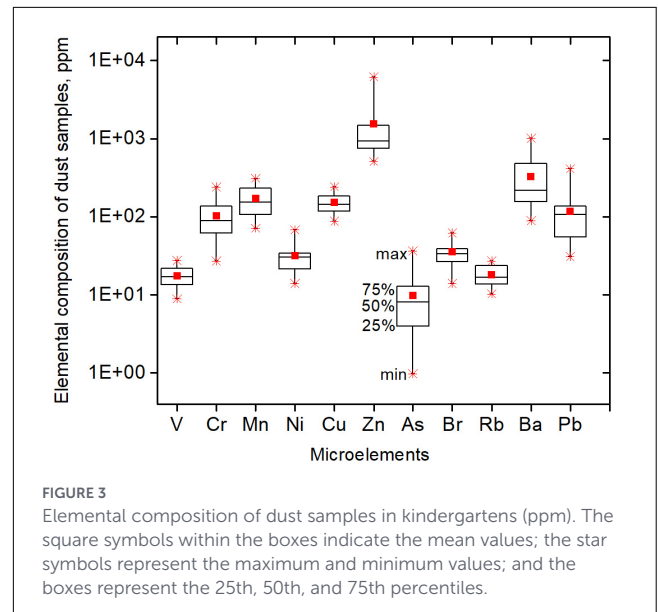 Elemental composition of dust samples, ppm
1E+04
1E+03
1E+02
1E+01
1E+00
max
75%
50%
25%
min
V Cr Mn Ni Cu Zn As Br Rb Ba Pb
Microelements
FIGURE 3
Elemental composition of dust samples in kindergartens (ppm). The
square symbols within the boxes indicate the mean values; the star
symbols represent the maximum and minimum values; and the
boxes represent the 25th, 50th, and 75th percentiles.